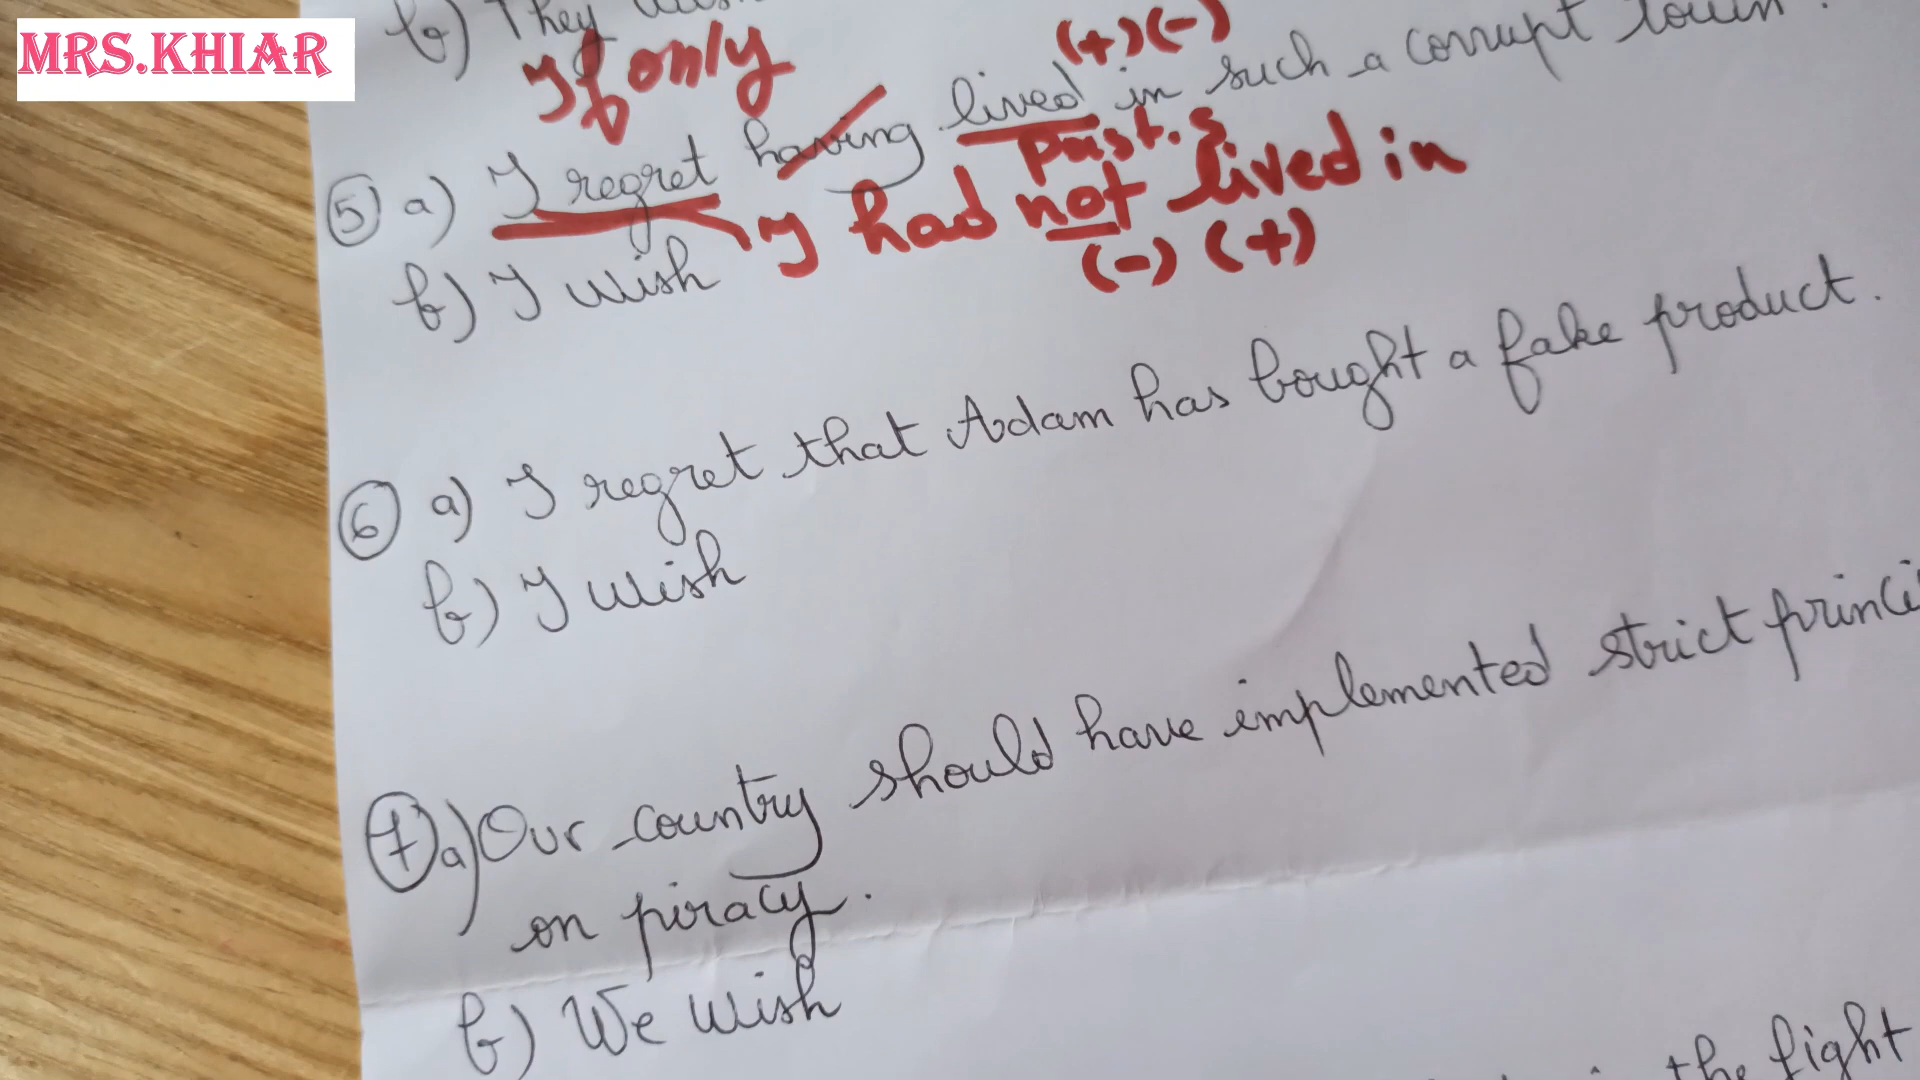 MRS.KHIAR
b) They
If only
(+) (-)
5 a) I regret having lived in such a corrupt town.
past. s
I had not lived in
(-) (+)
b) I wish
6 a) I regret that Adam has bought a fake product.
b) I wish
7 a) Our country should have implemented strict princi
on piracy.
b) We wish
the fight